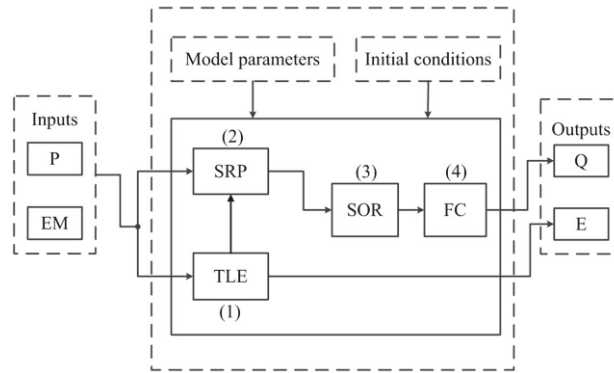 Model parameters
Initial conditions
Inputs
P
EM
(2)
SRP
(3)
SOR
(4)
FC
TLE
(1)
Outputs
Q
E